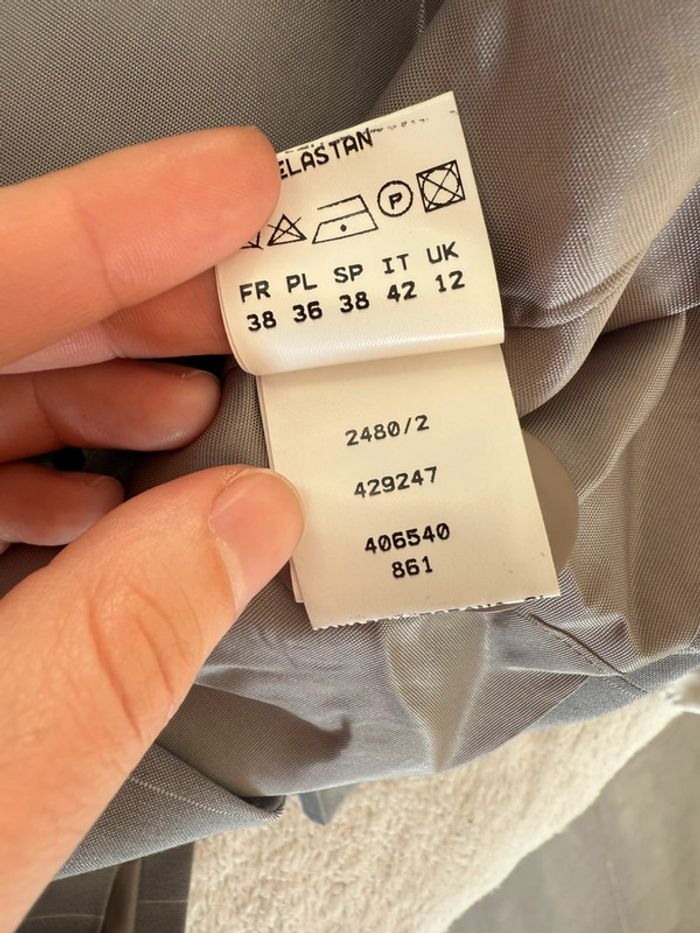 ELASTAN
P
FR PL SP IT UK
38 36 38 42 12
2480/2
429247
406540
861